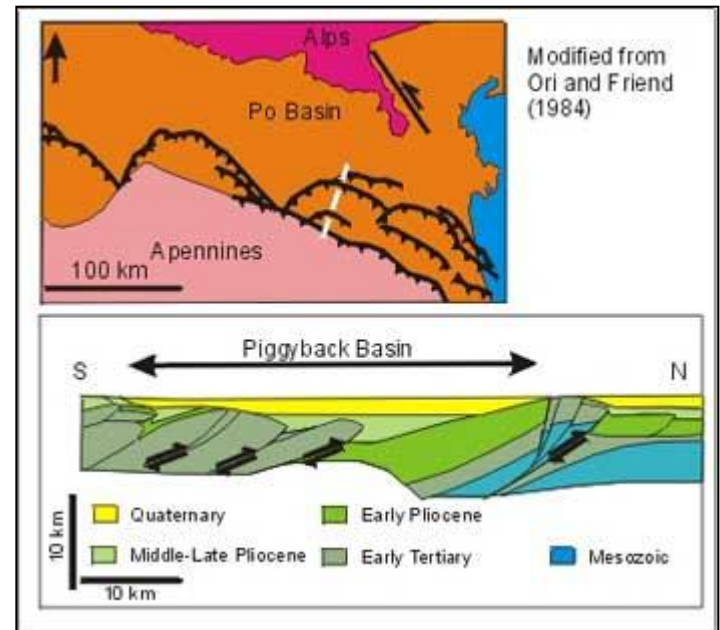 Alps
Modified from
Ori and Friend
(1984)
Po Basin
Apennines
100 km
Piggyback Basin
S
N
10 km
Quaternary
Early Pliocene
Middle-Late Pliocene
Early Tertiary
Mesozoic
10 km